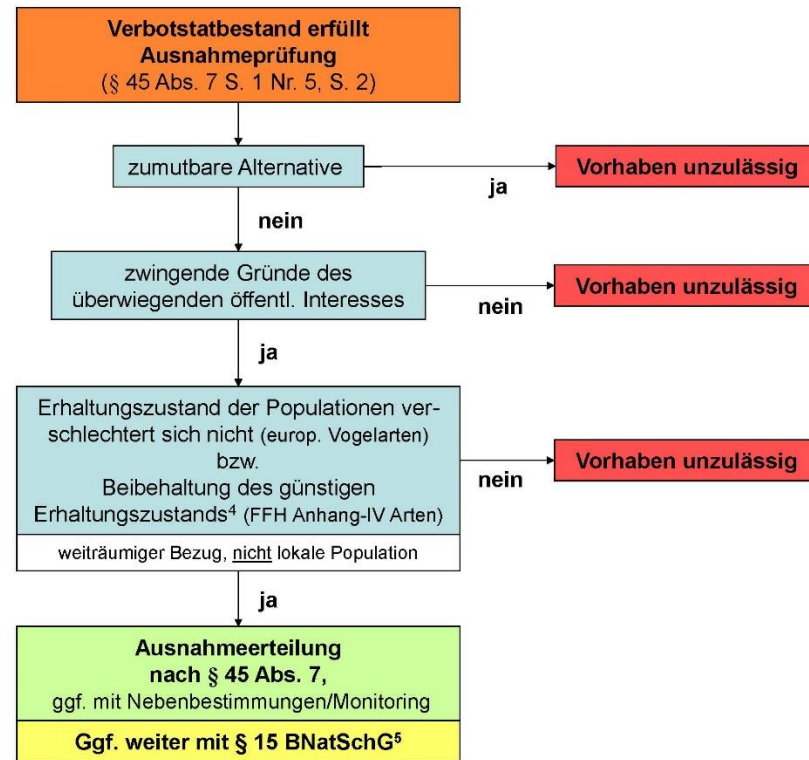 Verbotstatbestand erfüllt
Ausnahmeprüfung
(§ 45 Abs. 7 S. 1 Nr. 5, S. 2)
zumutbare Alternative
ja
Vorhaben unzulässig
nein
zwingende Gründe des
überwiegenden öffentl. Interesses
nein
Vorhaben unzulässig
ja
Erhaltungszustand der Populationen ver-
schlechtert sich nicht (europ. Vogelarten)
bzw.
Beibehaltung des günstigen
Erhaltungszustands⁴ (FFH Anhang-IV Arten)
nein
Vorhaben unzulässig
weiträumiger Bezug, nicht lokale Population
ja
Ausnahmeerteilung
nach § 45 Abs. 7,
ggf. mit Nebenbestimmungen/Monitoring
Ggf. weiter mit § 15 BNatSchG⁵